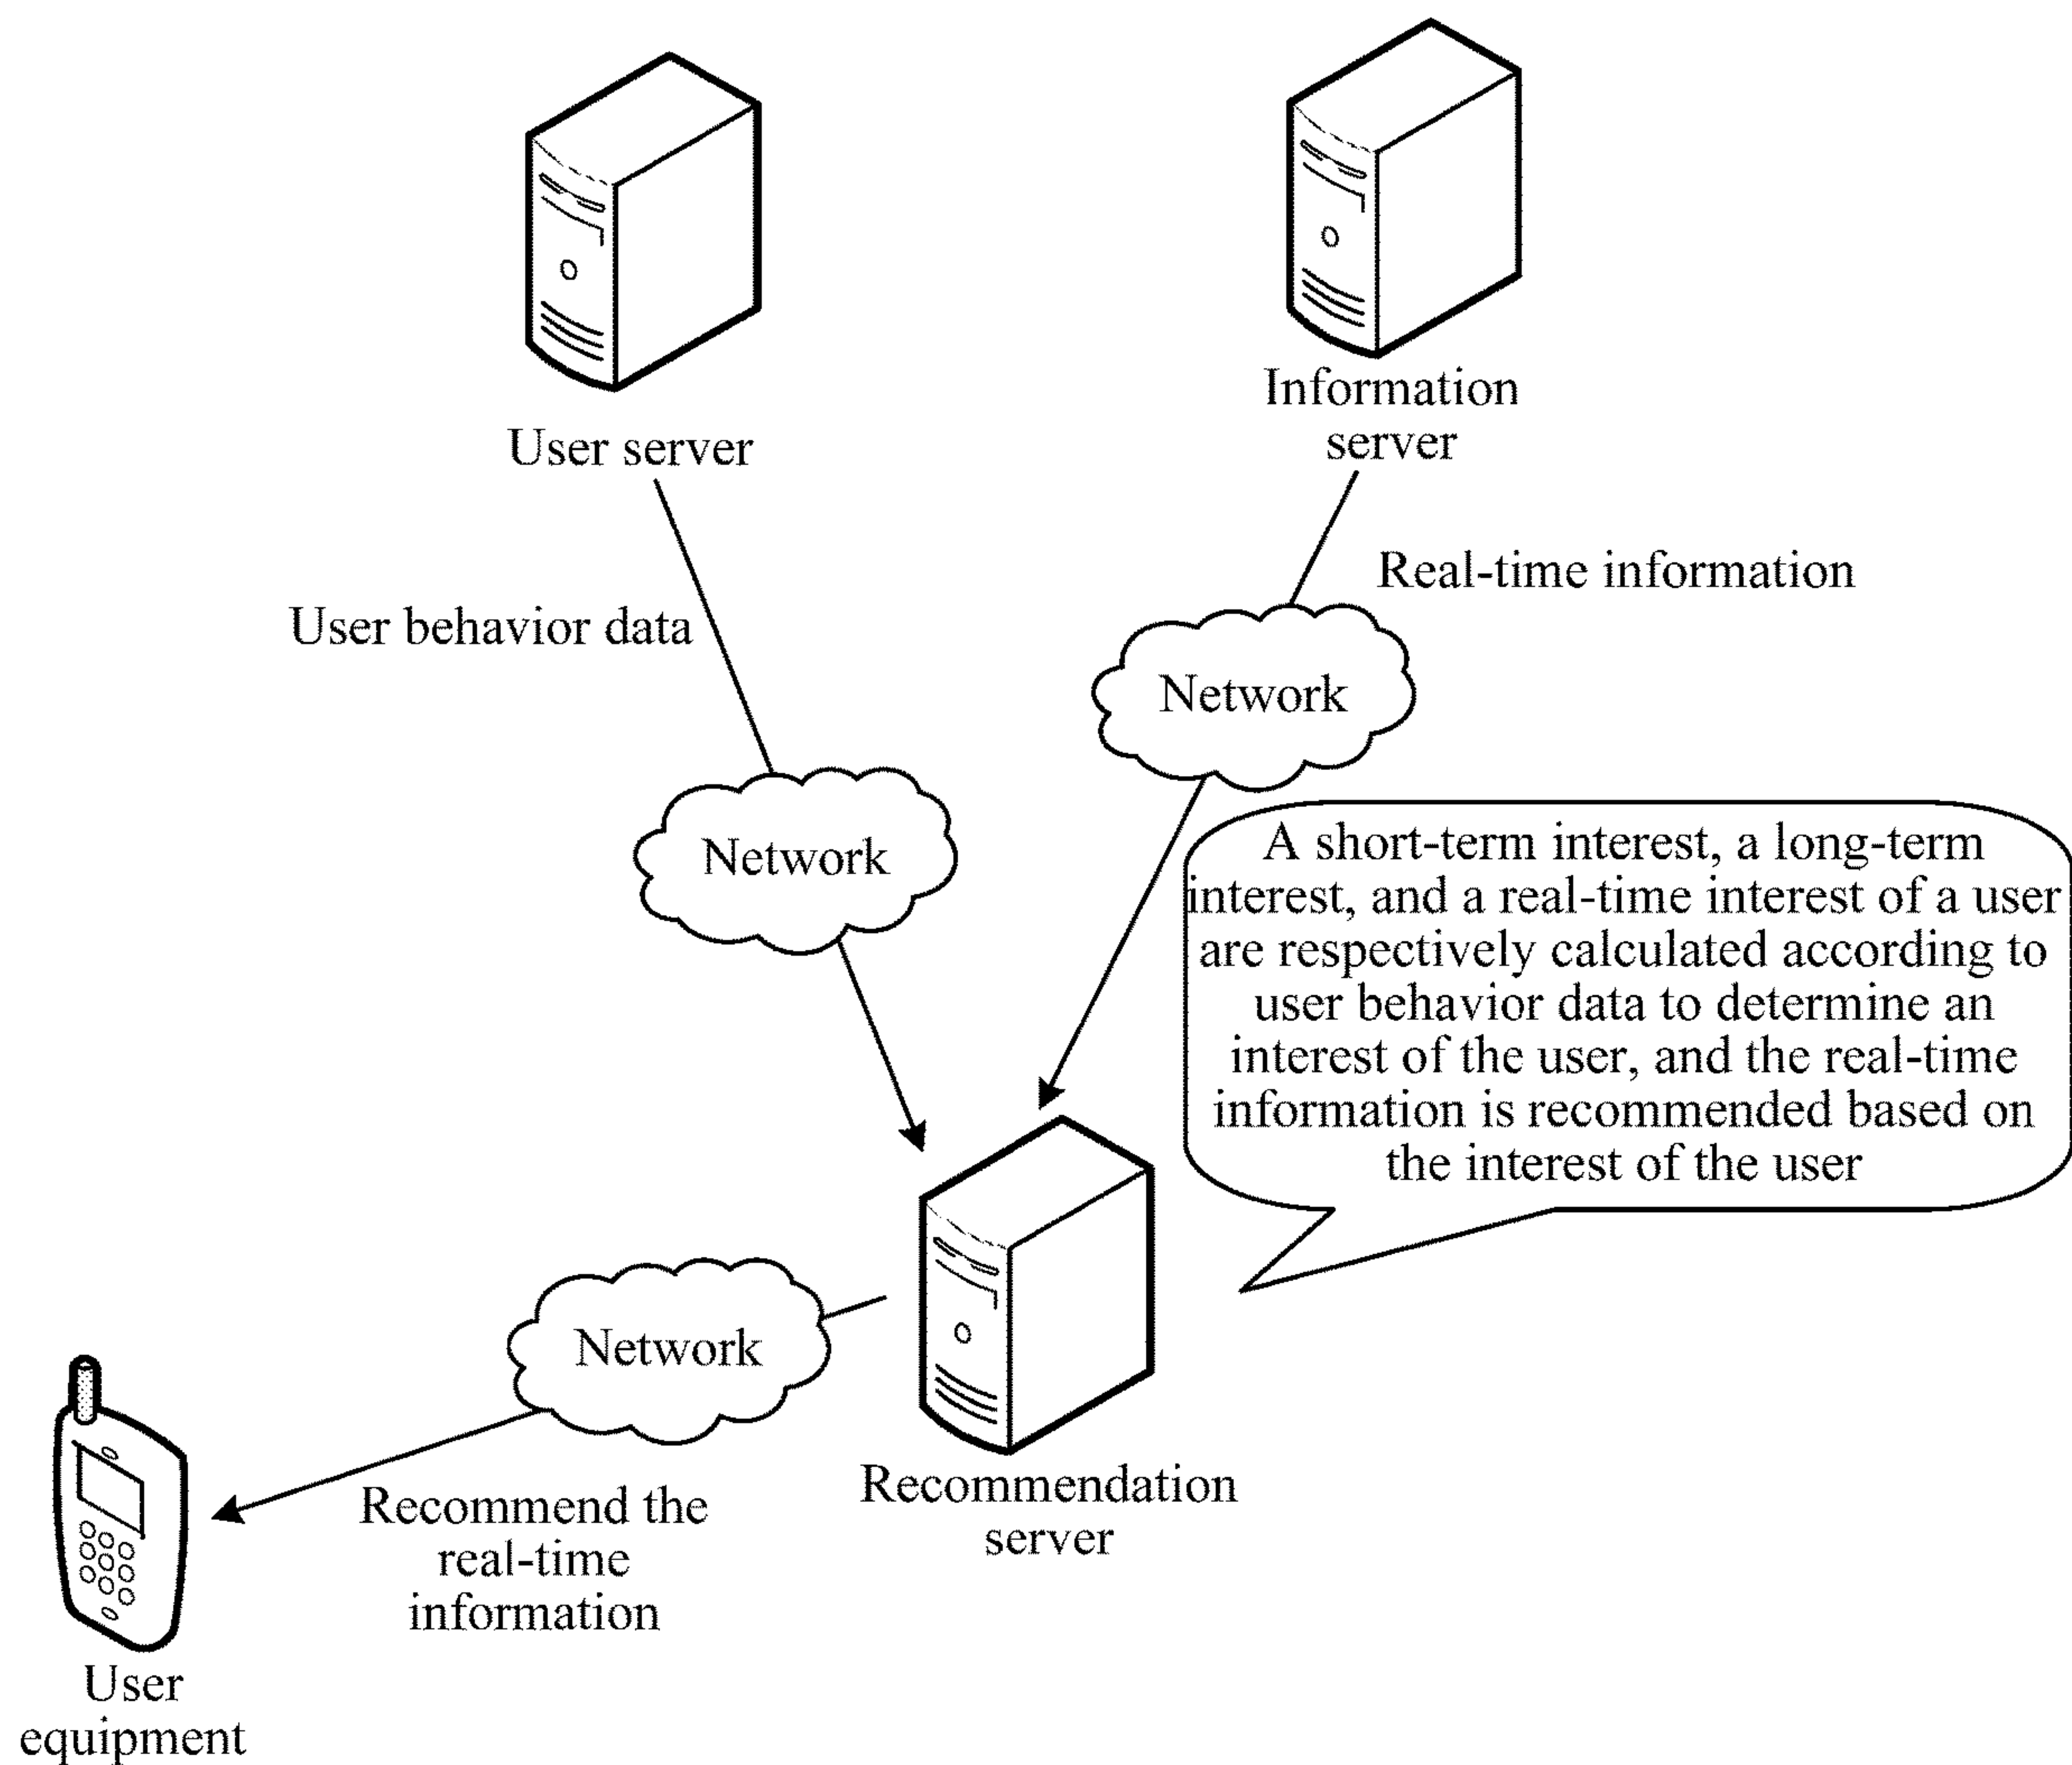 User server
Information
server
User behavior data
Real-time information
Network
Network
A short-term interest, a long-term
interest, and a real-time interest of a user
are respectively calculated according to
user behavior data to determine an
interest of the user, and the real-time
information is recommended based on
the interest of the user
Network
Recommend the
real-time
information
Recommendation
server
User
equipment